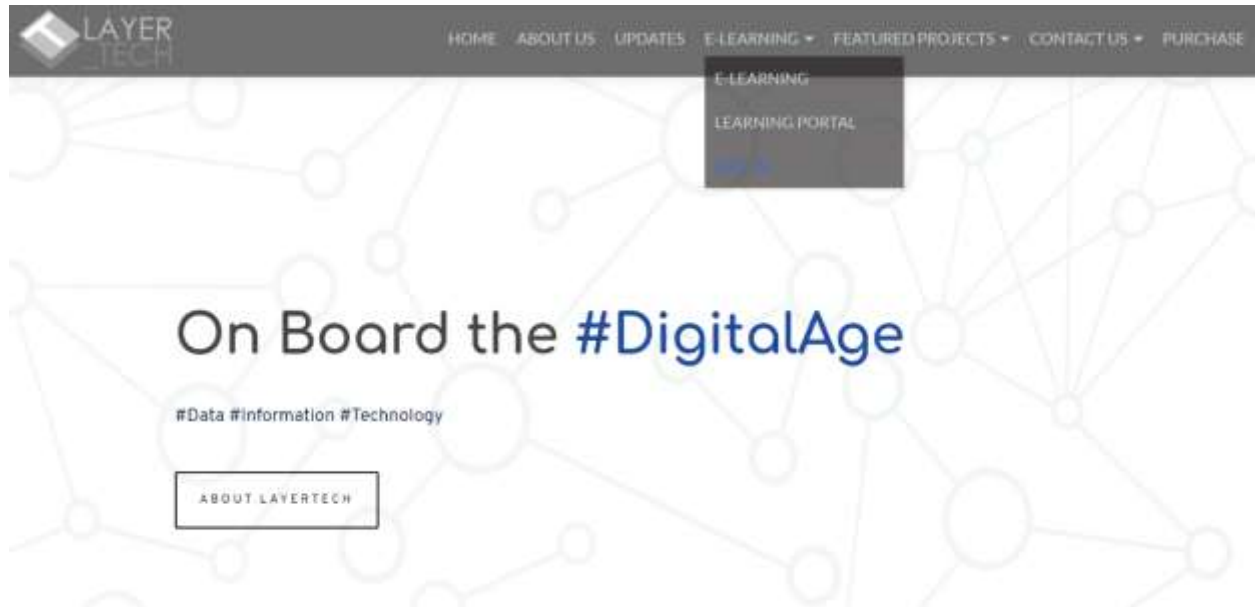 LAYER
_TECH
HOME ABOUT US UPDATES E-LEARNING FEATURED PROJECTS CONTACT US PURCHASE
E-LEARNING
LEARNING PORTAL
On Board the #DigitalAge
#Data #Information #Technology
ABOUT LAYERTECH